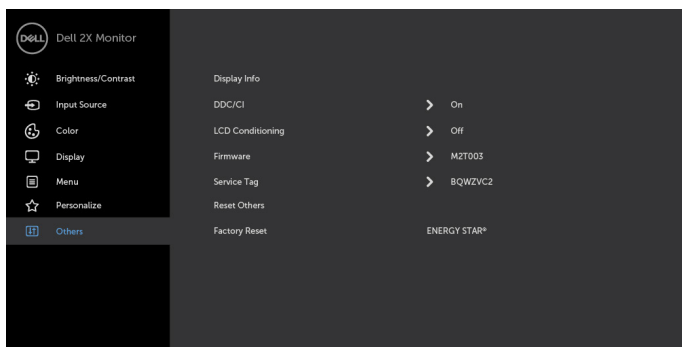 DELL Dell 2X Monitor
Brightness/Contrast
Input Source
Color
Display
Menu
Personalize
Others
Display Info
DDC/CI On
LCD Conditioning Off
Firmware M2T003
Service Tag BQWZVC2
Reset Others
Factory Reset ENERGY STAR®